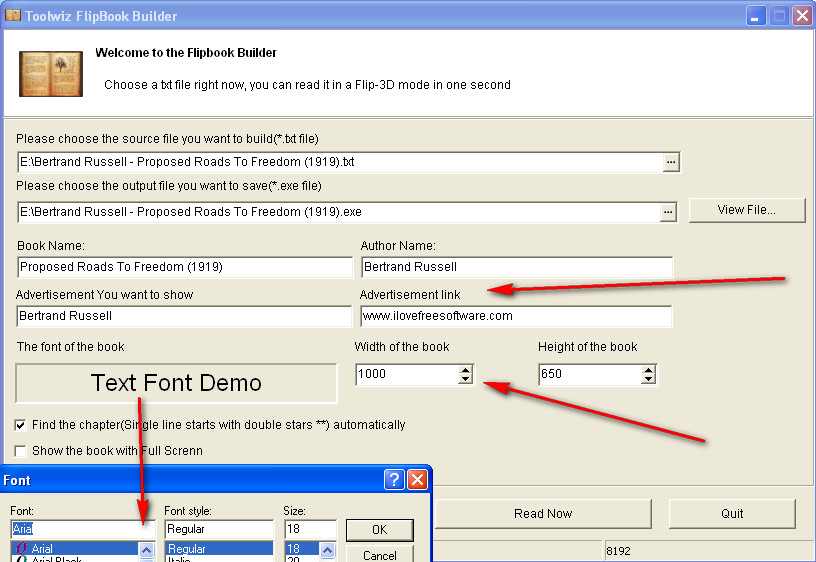 Toolwiz FlipBook Builder
Welcome to the Flipbook Builder
Choose a txt file right now, you can read it in a Flip-3D mode in one second
Please choose the source file you want to build(*.txt file)
E:\Bertrand Russell - Proposed Roads To Freedom (1919).txt
...
Please choose the output file you want to save(*.exe file)
E:\Bertrand Russell - Proposed Roads To Freedom (1919).exe
...
View File...
Book Name:
Author Name:
Proposed Roads To Freedom (1919)
Bertrand Russell
Advertisement You want to show
Advertisement link
Bertrand Russell
www.ilovefreesoftware.com
The font of the book
Width of the book
Height of the book
Text Font Demo
1000
650
Find the chapter(Single line starts with double stars **) automatically
Show the book with Full Screnn
Font
?
Font:
Font style:
Size:
Arial
Regular
18
OK
Read Now
Quit
Arial
Regular
18
Cancel
8192
Arial Black
Italic
20